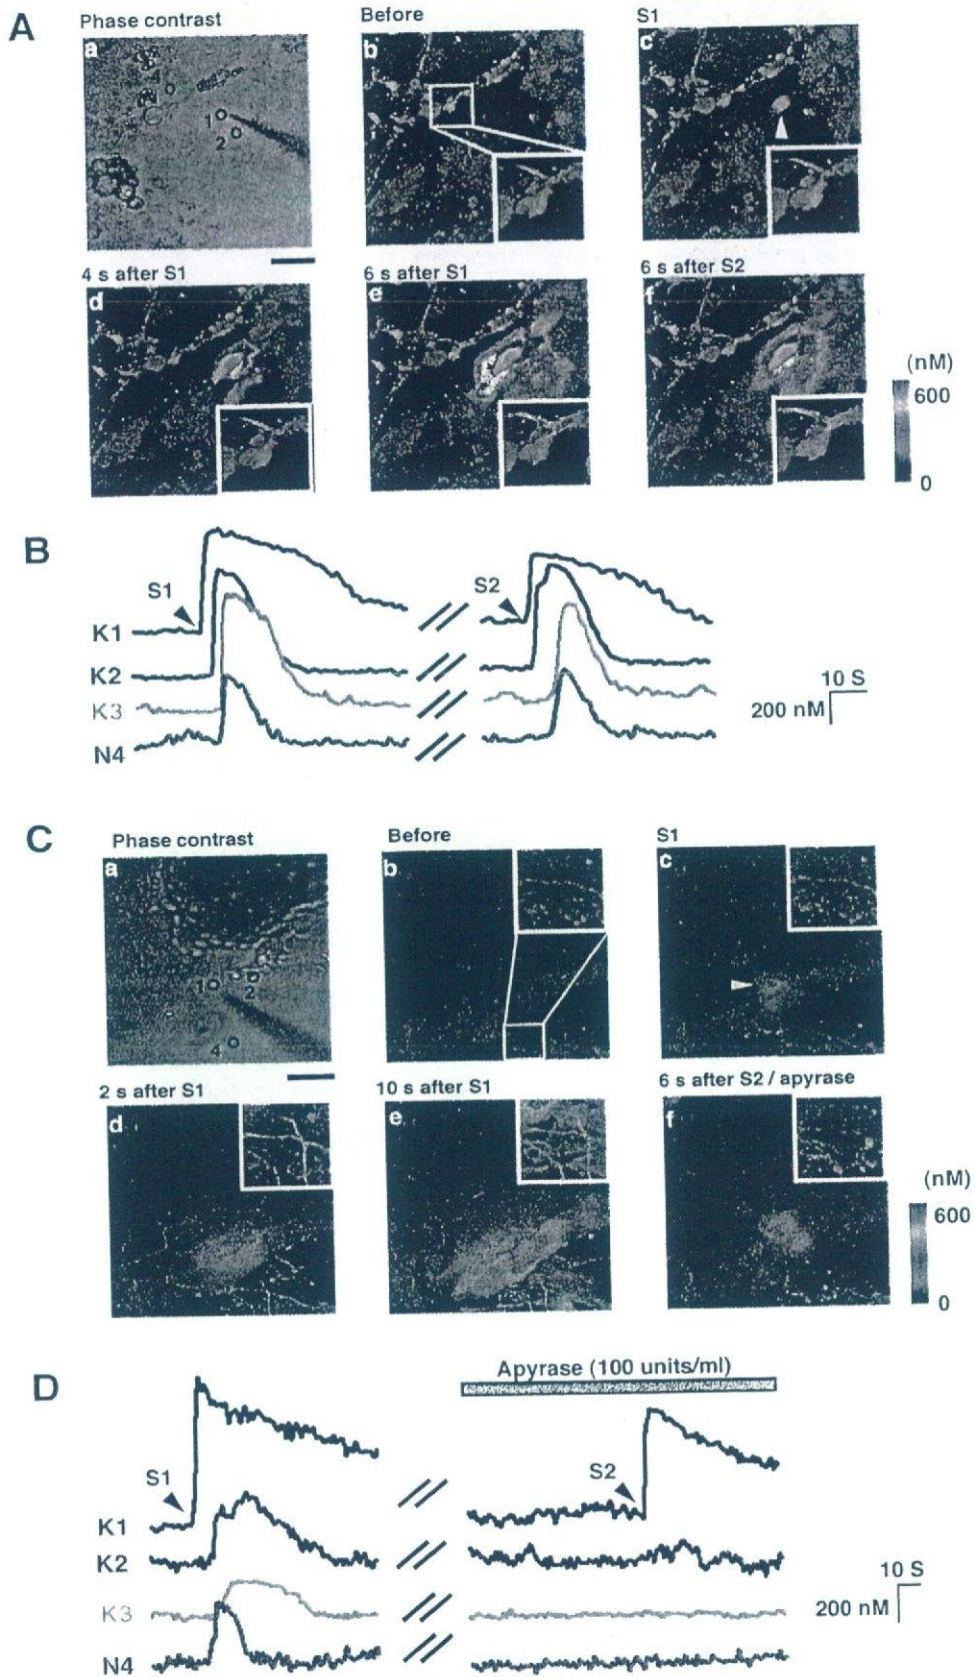 A
Phase contrast
Before
S1
a
b
c
1
2
4
4 s after S1
6 s after S1
6 s after S2
d
e
f
(nM)
600
0
B
S1
S2
K1
K2
K3
N4
10 S
200 nM
C
Phase contrast
Before
S1
a
b
c
1
2
4
2 s after S1
10 s after S1
6 s after S2 / apyrase
d
e
f
(nM)
600
0
D
Apyrase (100 units/ml)
S1
S2
K1
K2
K3
N4
10 S
200 nM